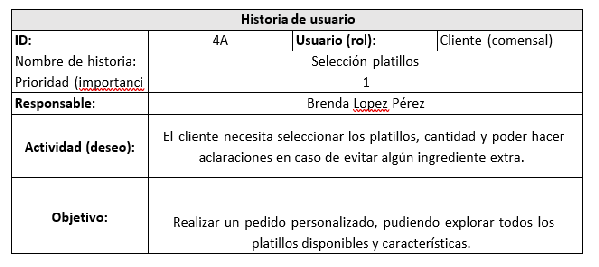 Historia de usuario
ID: 4A Usuario (rol): Cliente (comensal)
Nombre de historia: Selección platillos
Prioridad (importanci 1
Responsable: Brenda Lopez Pérez
Actividad (deseo): El cliente necesita seleccionar los platillos, cantidad y poder hacer
aclaraciones en caso de evitar algún ingrediente extra.
Objetivo: Realizar un pedido personalizado, pudiendo explorar todos los
platillos disponibles y características.